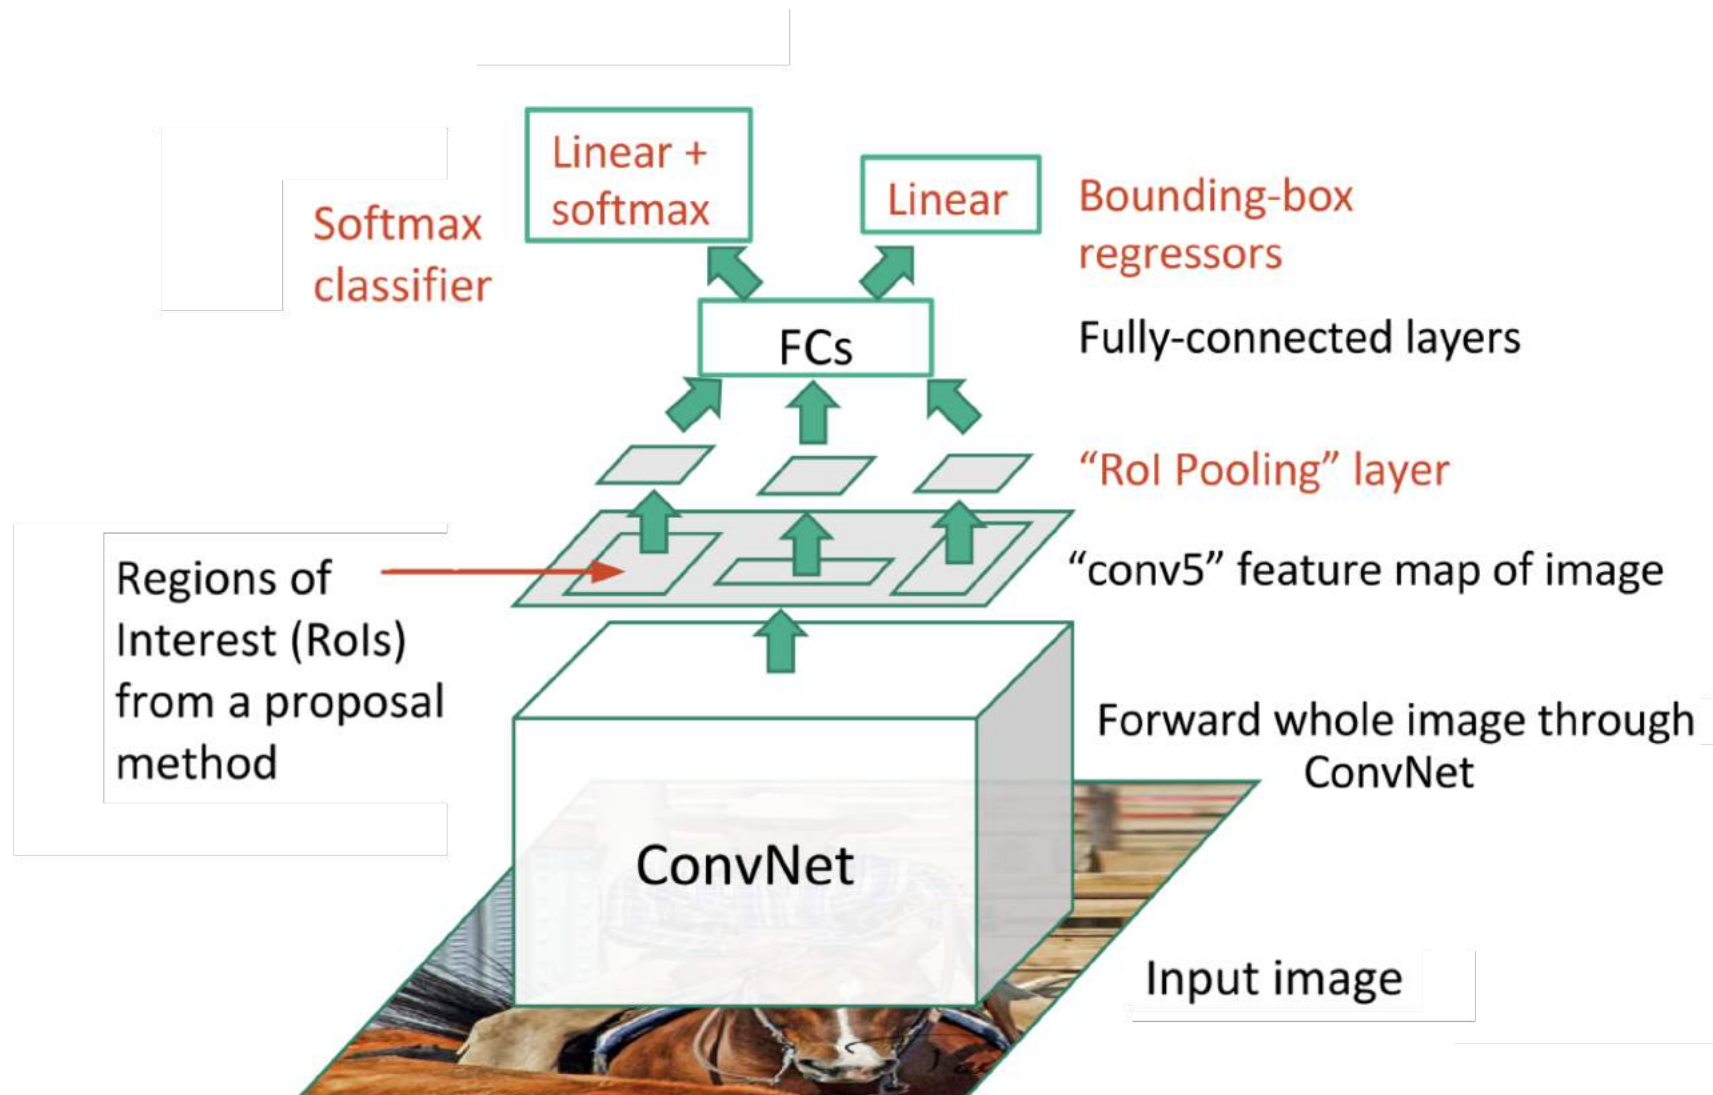 Linear +
softmax
Linear
Softmax
classifier
Bounding-box
regressors
FCs
Fully-connected layers
“RoI Pooling” layer
Regions of
Interest (RoIs)
from a proposal
method
“conv5” feature map of image
Forward whole image through
ConvNet
ConvNet
Input image